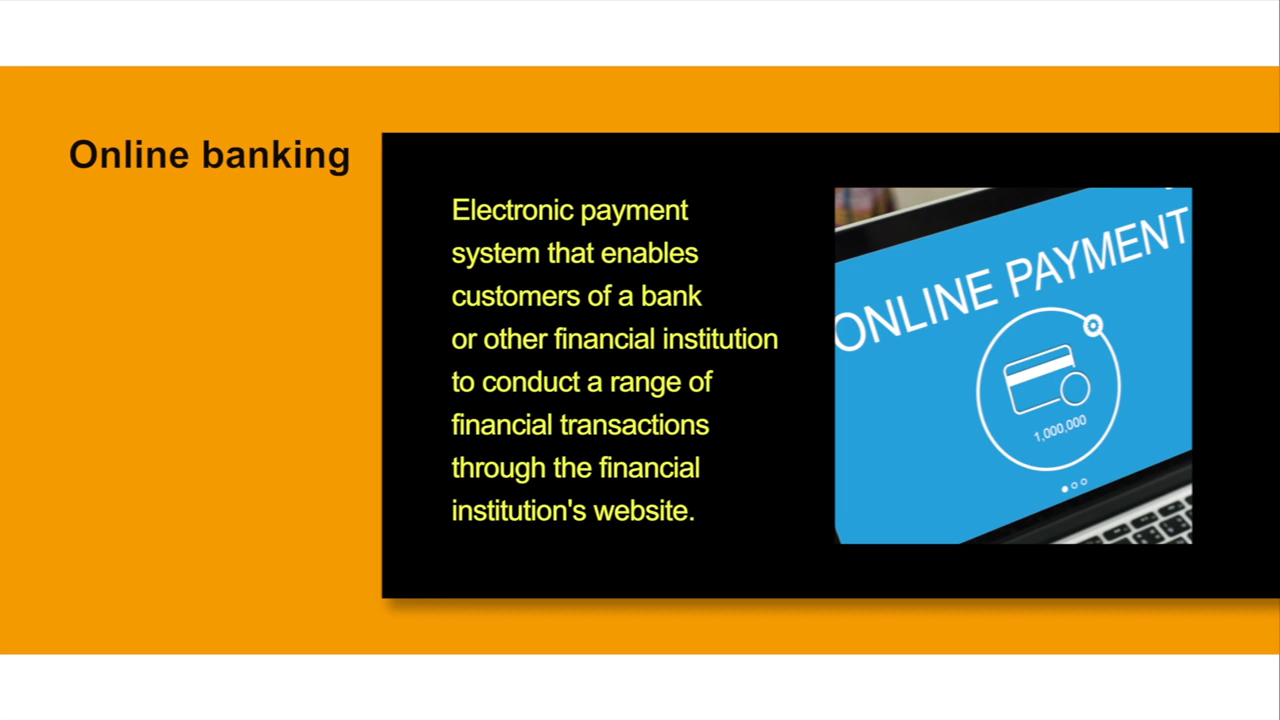 Online banking
Electronic payment
system that enables
customers of a bank
or other financial institution
to conduct a range of
financial transactions
through the financial
institution's website.
ONLINE PAYMENT
1,000,000